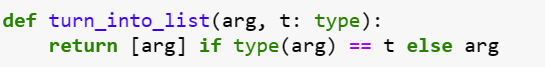 def turn_into_list(arg, t: type):
    return [arg] if type(arg) == t else arg